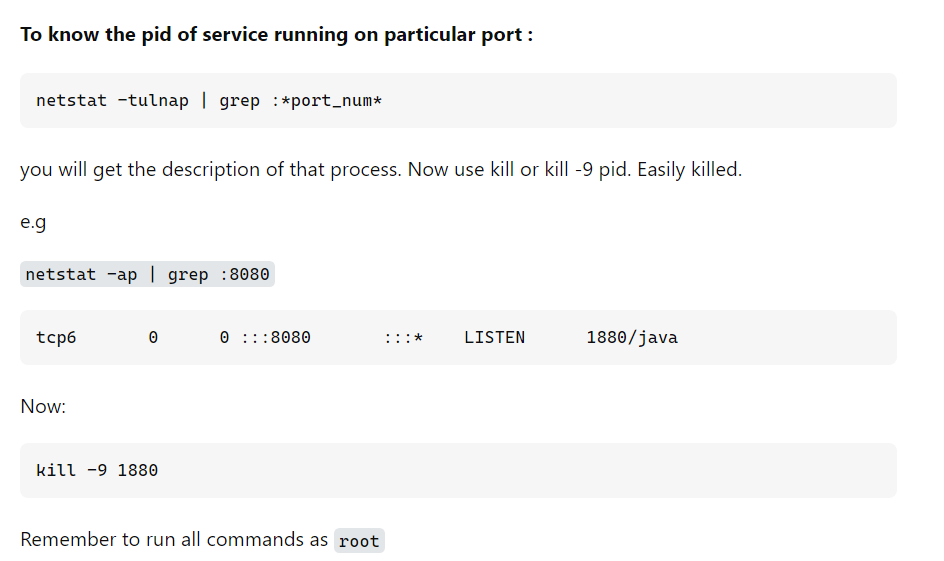 To know the pid of service running on particular port :
netstat -tulnap | grep :*port_num*
you will get the description of that process. Now use kill or kill -9 pid. Easily killed.
e.g
netstat -ap | grep :8080
tcp6       0      0 :::8080       :::*    LISTEN      1880/java
Now:
kill -9 1880
Remember to run all commands as root